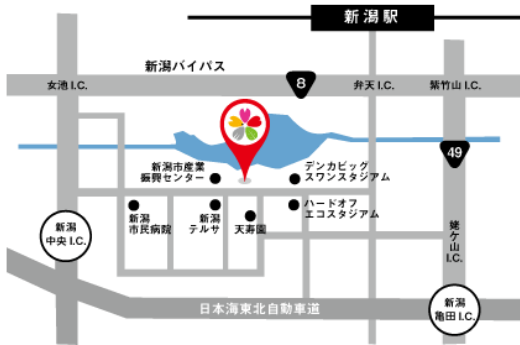 新潟駅
新潟バイパス
女池 I.C.
8
弁天 I.C.
紫竹山 I.C.
49
新潟市産業
振興センター
デンカビッグ
スワンスタジアム
新潟
市民病院
新潟
テルサ
天寿園
ハードオフ
エコスタジアム
姥ケ山 I.C.
新潟
中央 I.C.
日本海東北自動車道
新潟
亀田 I.C.